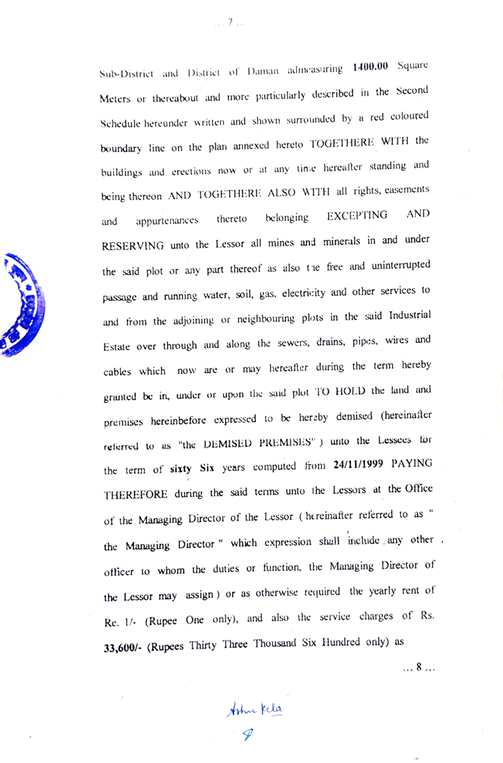 ... 7 ...
Sub-District and District of Daman admeasuring 1400.00 Square
Meters or thereabout and more particularly described in the Second
Schedule hereunder written and shown surrounded by a red coloured
boundary line on the plan annexed hereto TOGETHERE WITH the
buildings and erections now or at any time hereafter standing and
being thereon AND TOGETHERE ALSO WITH all rights, easements
and appurtenances thereto belonging EXCEPTING AND
RESERVING unto the Lessor all mines and minerals in and under
the said plot or any part thereof as also the free and uninterrupted
passage and running water, soil, gas, electricity and other services to
and from the adjoining or neighbouring plots in the said Industrial
Estate over through and along the sewers, drains, pipes, wires and
cables which now are or may hereafter during the term hereby
granted be in, under or upon the said plot TO HOLD the land and
premises hereinbefore expressed to be hereby demised (hereinafter
referred to as "the DEMISED PREMISES" ) unto the Lessees for
the term of sixty Six years computed from 24/11/1999 PAYING
THEREFORE during the said terms unto the Lessors at the Office
of the Managing Director of the Lessor ( hereinafter referred to as "
the Managing Director " which expression shall include any other
officer to whom the duties or function, the Managing Director of
the Lessor may assign ) or as otherwise required the yearly rent of
Re. 1/- (Rupee One only), and also the service charges of Rs.
33,600/- (Rupees Thirty Three Thousand Six Hundred only) as
... 8 ...